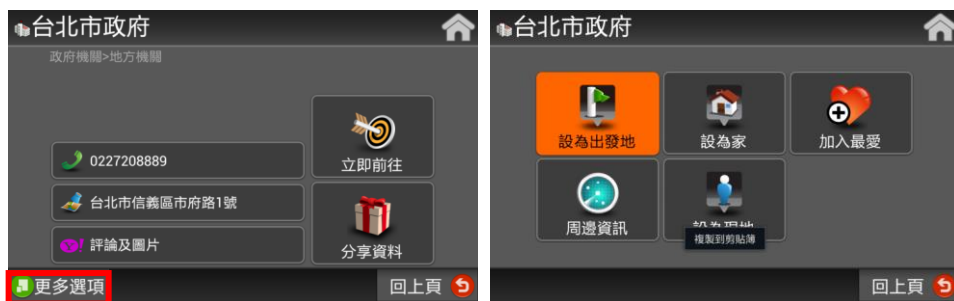 台北市政府
政府機關>地方機關
0227208889
立即前往
台北市信義區市府路1號
評論及圖片
分享資料
更多選項
回上頁
台北市政府
設為出發地
設為家
加入最愛
周邊資訊
設為現地
複製到剪貼簿
回上頁